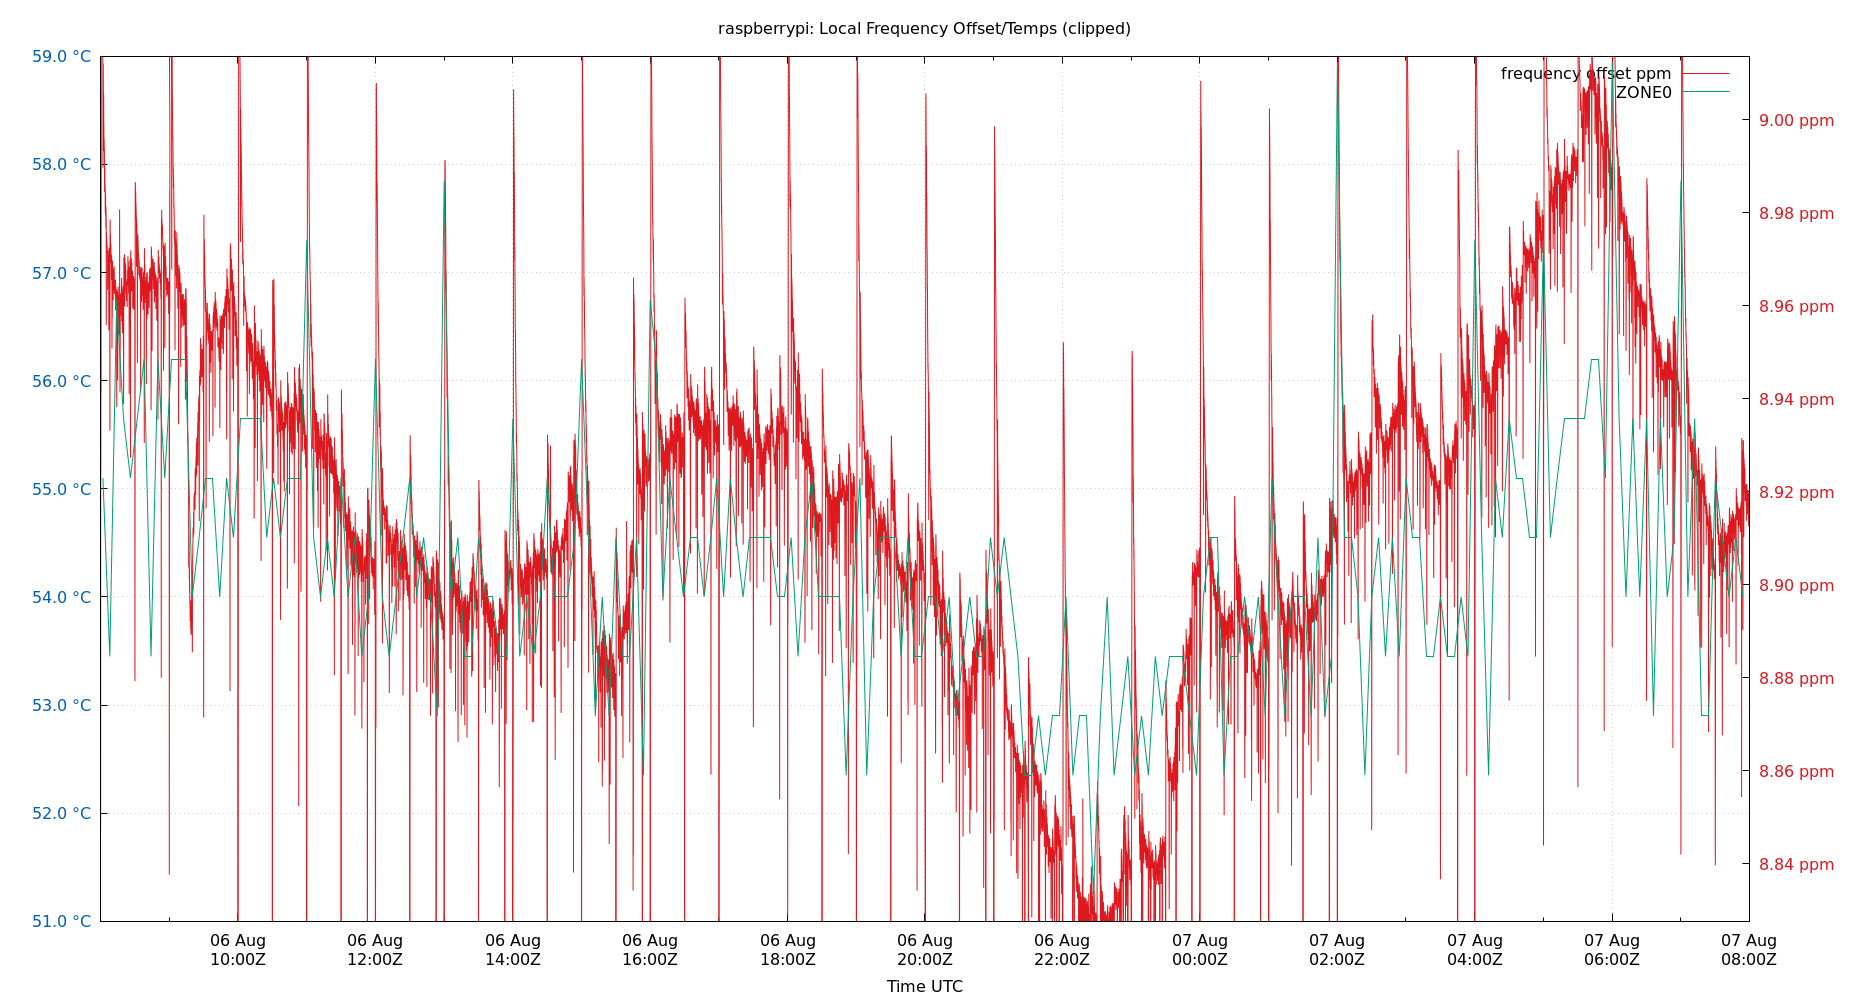 raspberrypi: Local Frequency Offset/Temps (clipped)
59.0 °C
58.0 °C
57.0 °C
56.0 °C
55.0 °C
54.0 °C
53.0 °C
52.0 °C
51.0 °C
frequency offset ppm
ZONE0
9.00 ppm
8.98 ppm
8.96 ppm
8.94 ppm
8.92 ppm
8.90 ppm
8.88 ppm
8.86 ppm
8.84 ppm
06 Aug 06 Aug 06 Aug 06 Aug 06 Aug 06 Aug 06 Aug 07 Aug 07 Aug 07 Aug 07 Aug 07 Aug
10:00Z 12:00Z 14:00Z 16:00Z 18:00Z 20:00Z 22:00Z 00:00Z 02:00Z 04:00Z 06:00Z 08:00Z
Time UTC